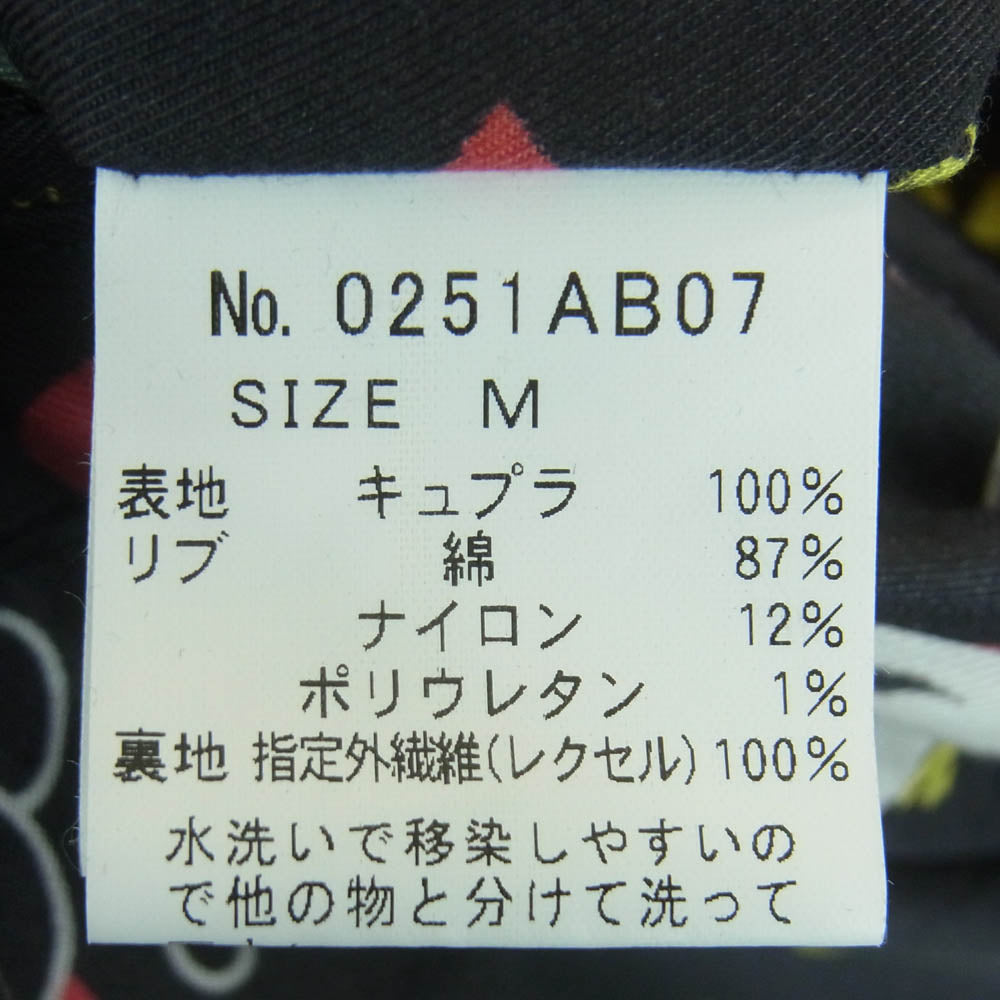 No. 0251AB07
SIZE M
表地 キュプラ 100%
リブ 綿 87%
ナイロン 12%
ポリウレタン 1%
裏地 指定外繊維(レクセル) 100%
水洗いで移染しやすいの
で他の物と分けて洗って